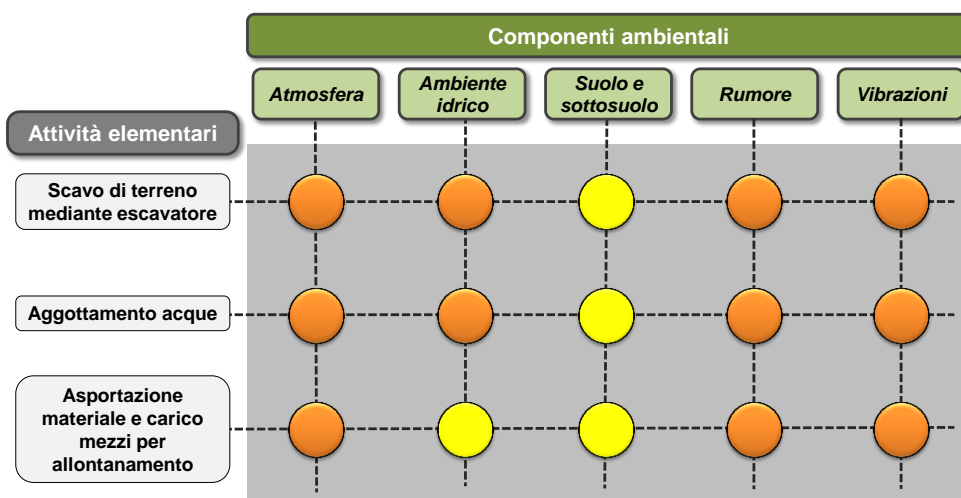 Componenti ambientali
Atmosfera
Ambiente
idrico
Suolo e
sottosuolo
Rumore
Vibrazioni
Attività elementari
Scavo di terreno
mediante escavatore
Aggottamento acque
Asportazione
materiale e carico
mezzi per
allontanamento